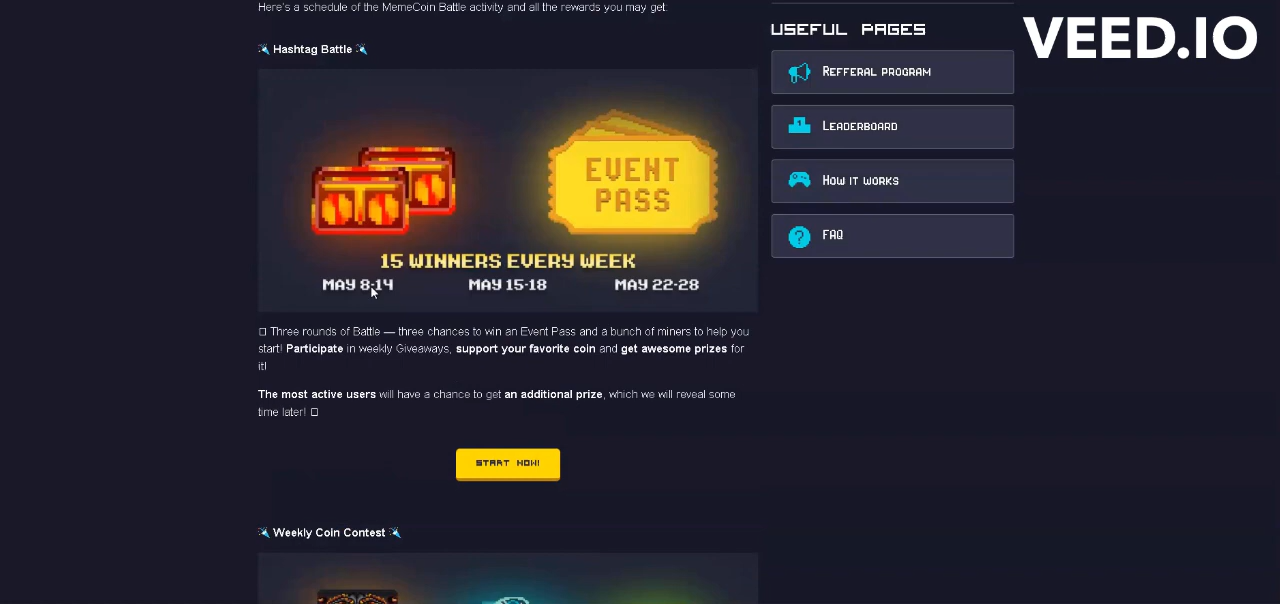 Here's a schedule of the MemeCoin Battle activity and all the rewards you may get:
Hashtag Battle
EVENT
PASS
15 WINNERS EVERY WEEK
MAY 8-14 MAY 15-18 MAY 22-28
Three rounds of Battle — three chances to win an Event Pass and a bunch of miners to help you
start! Participate in weekly Giveaways, support your favorite coin and get awesome prizes for
it!
The most active users will have a chance to get an additional prize, which we will reveal some
time later!
START NOW!
Weekly Coin Contest
USEFUL PAGES
REFFERAL PROGRAM
LEADERBOARD
HOW IT WORKS
FAQ
VEED.IO